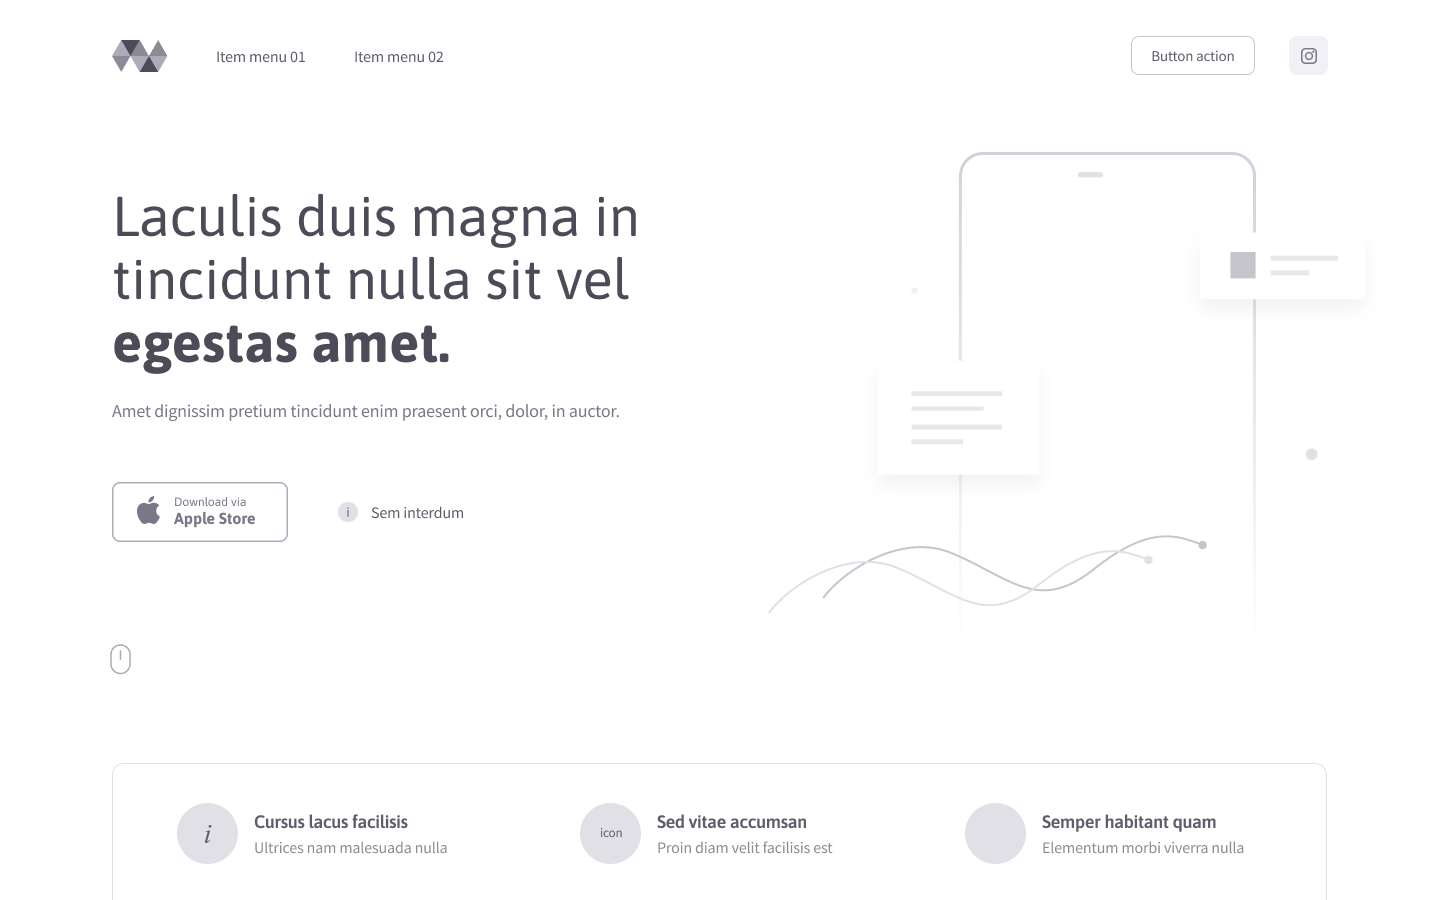 Item menu 01
Item menu 02
Button action
Laculis duis magna in
tincidunt nulla sit vel
egestas amet.
Amet dignissim pretium tincidunt enim praesent orci, dolor, in auctor.
Download via
Apple Store
i
Sem interdum
i
Cursus lacus facilisis
Ultrices nam malesuada nulla
icon
Sed vitae accumsan
Proin diam velit facilisis est
Semper habitant quam
Elementum morbi viverra nulla